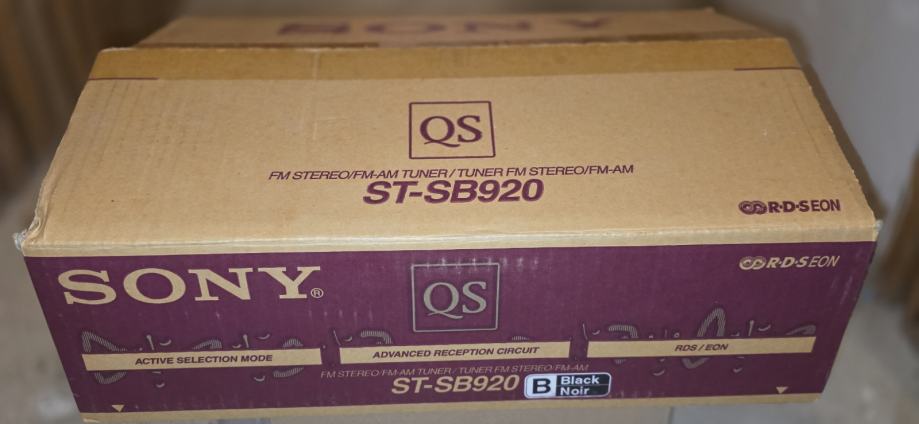 SONY
QS
FM STEREO/FM-AM TUNER / TUNER FM STEREO/FM-AM
ST-SB920
R·D·S EON
SONY®
QS
R·D·S EON
ACTIVE SELECTION MODE
ADVANCED RECEPTION CIRCUIT
RDS / EON
FM STEREO/FM-AM TUNER / TUNER FM STEREO/FM-AM
ST-SB920
B Black
Noir